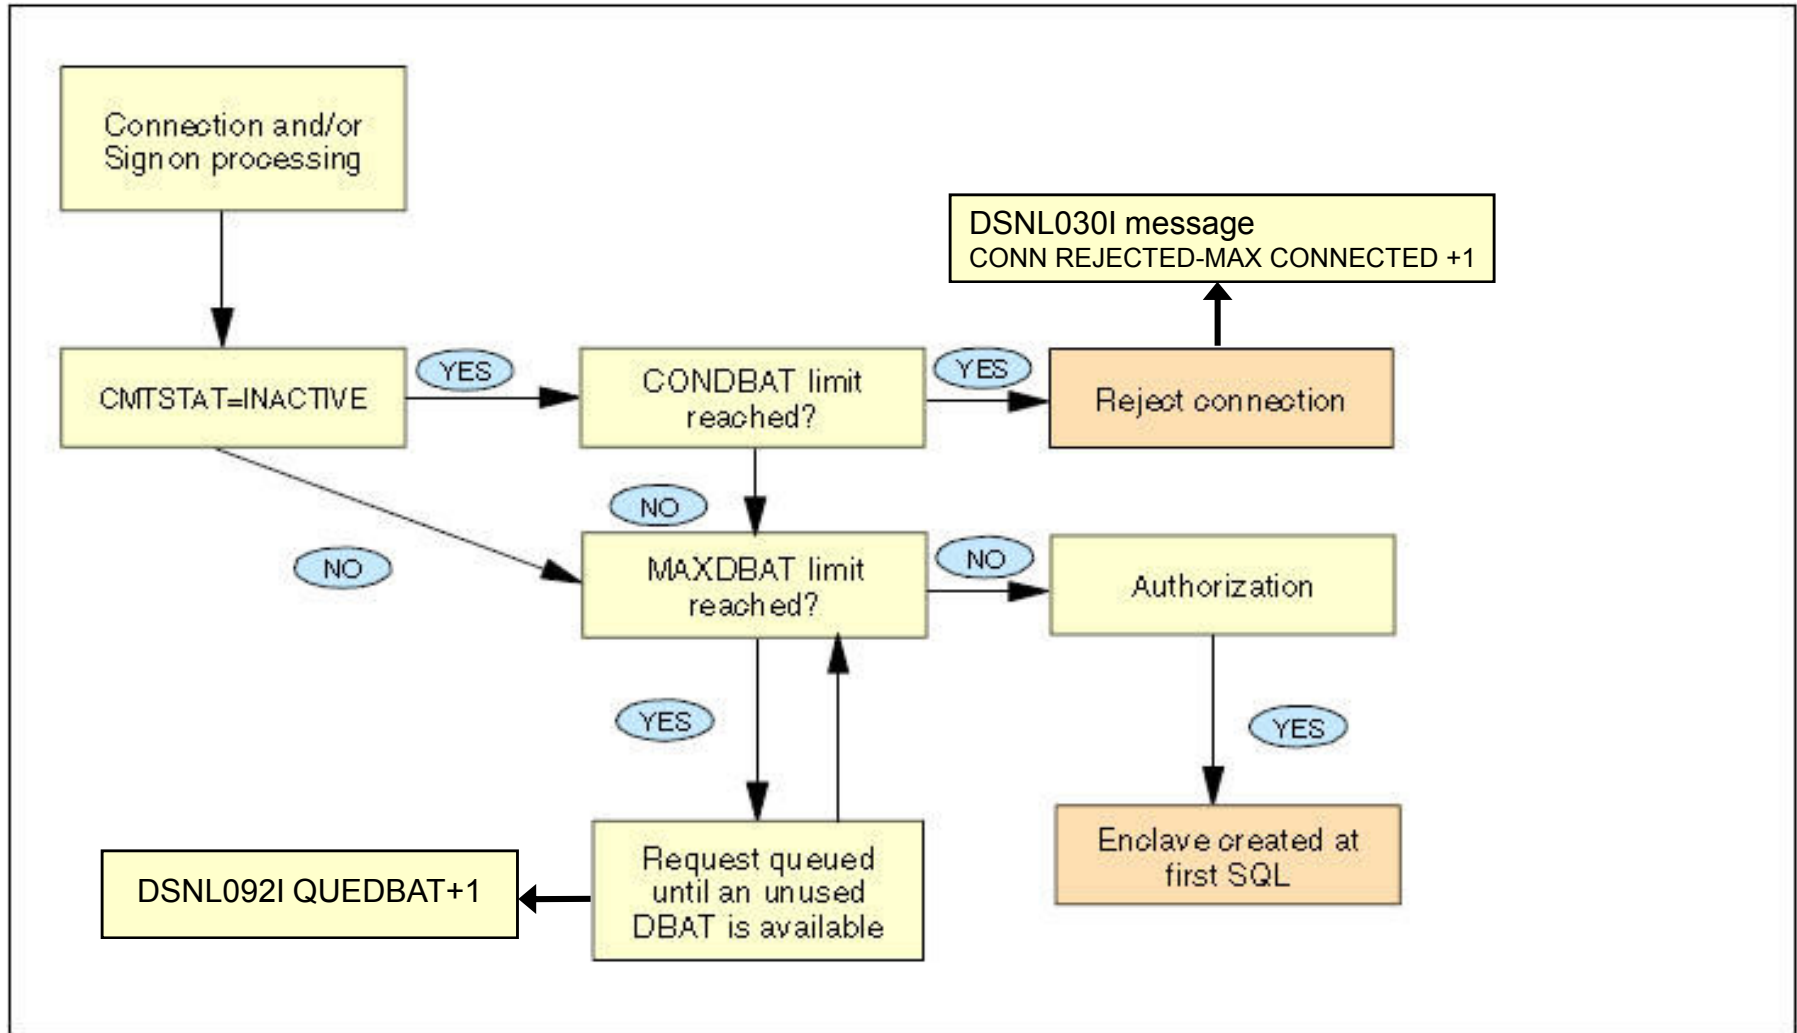 Connection and/or
Signon processing
DSNL030I message
CONN REJECTED-MAX CONNECTED +1
CMTSTAT=INACTIVE
YES
CONDBAT limit
reached?
YES
Reject connection
NO
NO
MAXDBAT limit
reached?
NO
Authorization
YES
YES
DSNL092I QUEDBAT+1
Request queued
until an unused
DBAT is available
Enclave created at
first SQL